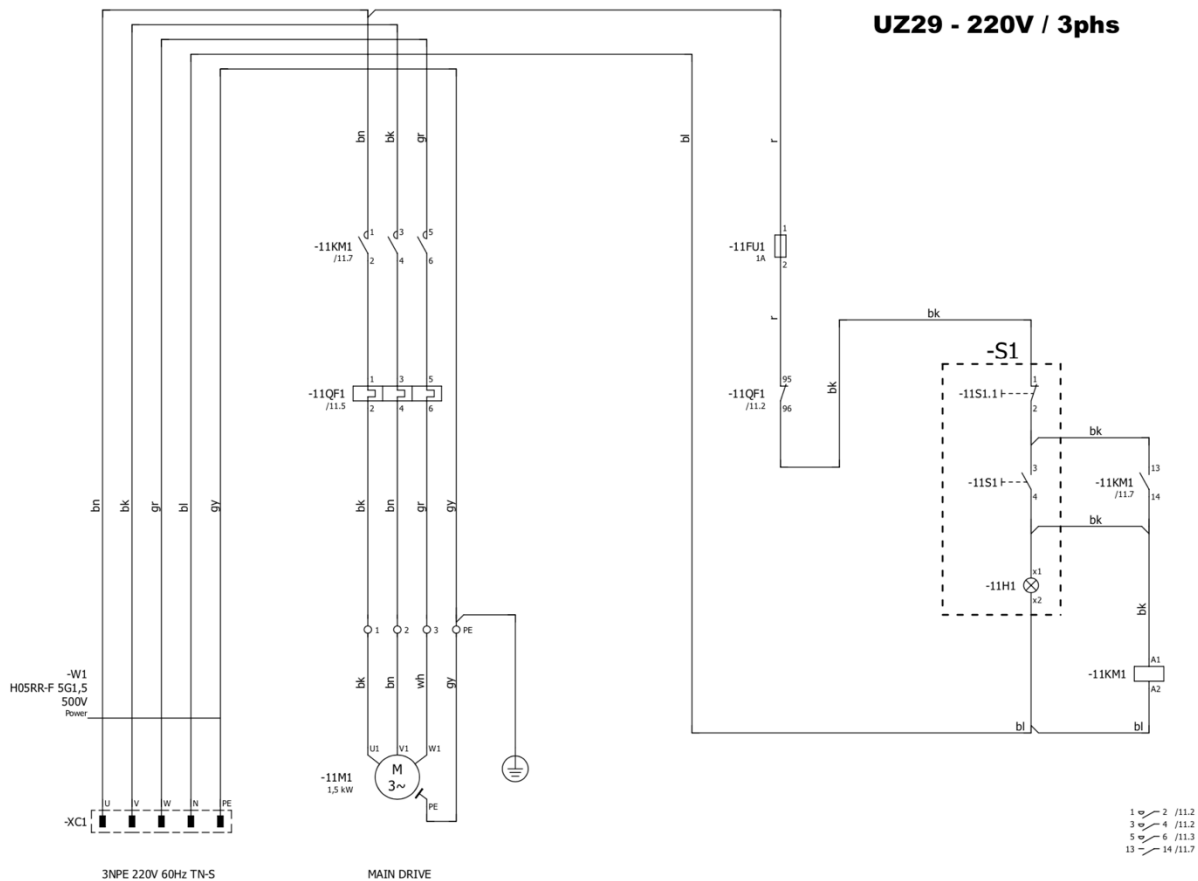 UZ29 - 220V / 3phs
bn
bk
gr
bl
r
-11KM1
/11.7
1
2
3
4
5
6
-11FU1
1A
1
2
r
bk
bk
-S1
-11QF1
/11.5
1
2
3
4
5
6
-11QF1
/11.2
95
96
-11S1.1
1
2
bk
bn
bk
gr
bl
gy
bk
bn
gr
gy
-11S1
3
4
-11KM1
/11.7
13
14
bk
-11H1
x1
x2
bk
1
2
3
PE
bk
bn
wh
gy
-W1
H05RR-F 5G1,5
500V
Power
-11KM1
A1
A2
bl
bl
U1
V1
W1
-11M1
1,5 kW
M
3~
PE
-XC1
U
V
W
N
PE
1 2 /11.2
3 4 /11.2
5 6 /11.3
13 14 /11.7
3NPE 220V 60Hz TN-S
MAIN DRIVE